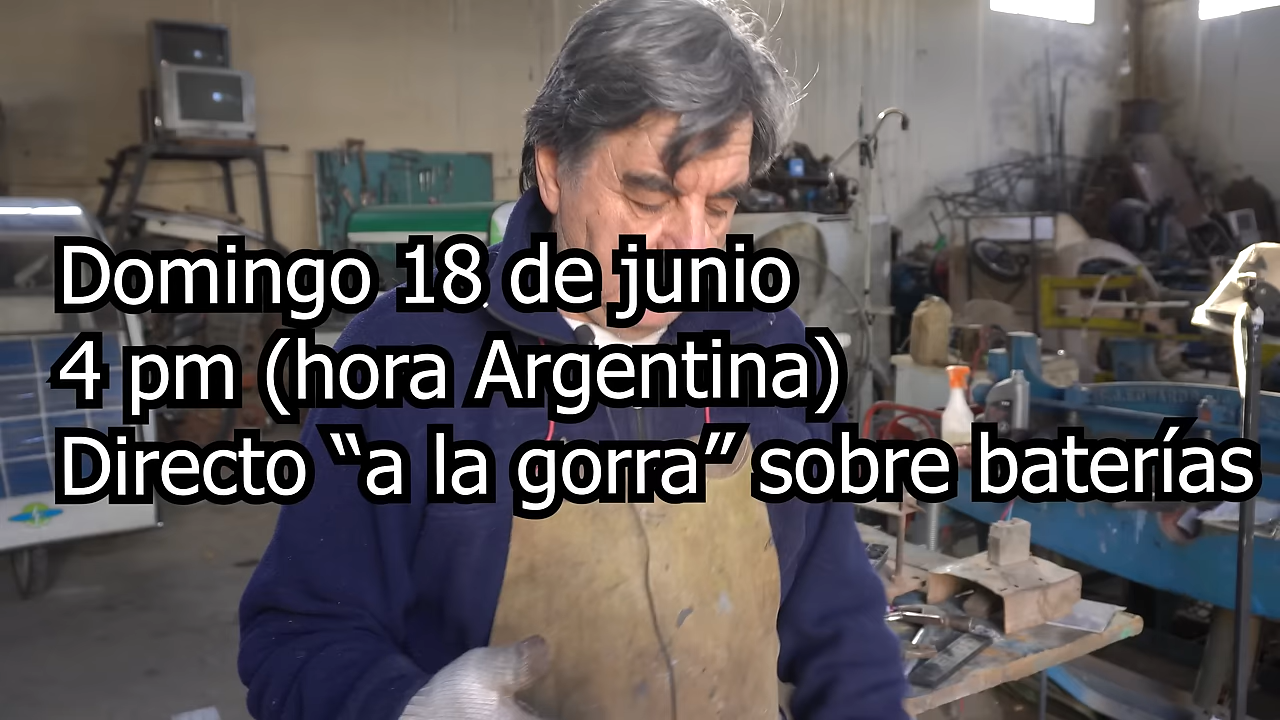 Domingo 18 de junio
4 pm (hora Argentina)
Directo “a la gorra” sobre baterías